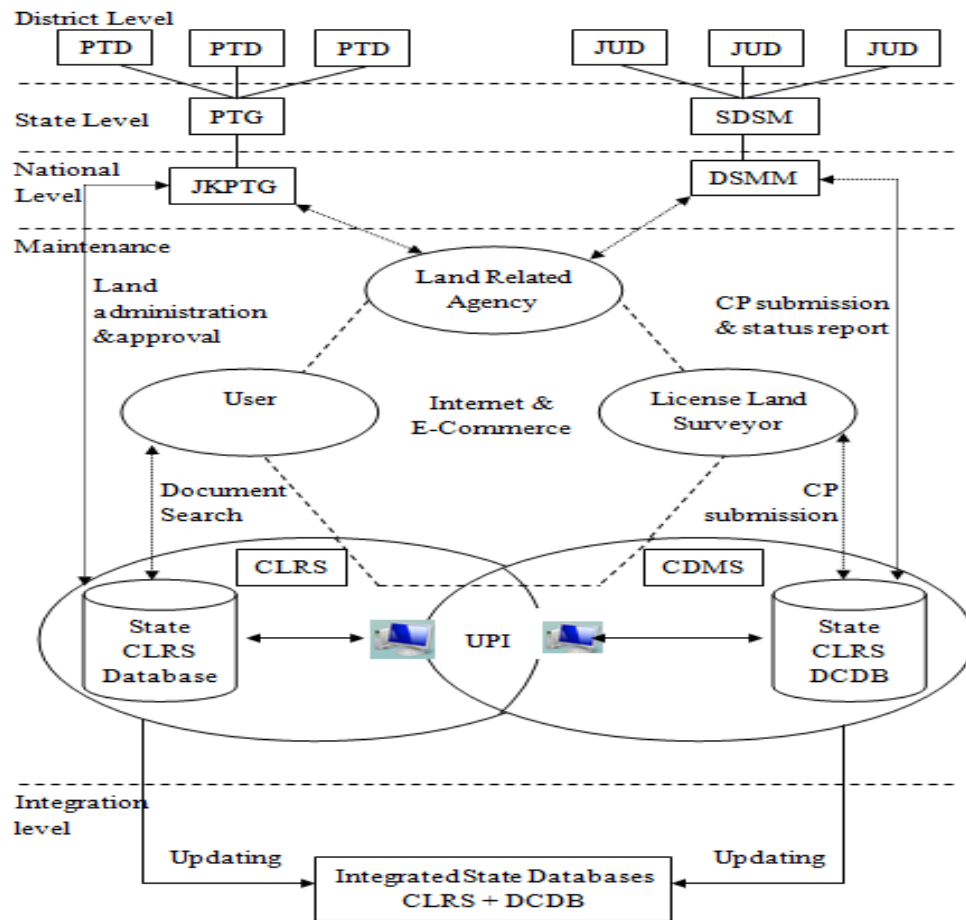 District Level
PTD
PTD
PTD
JUD
JUD
JUD
State Level
PTG
SDSM
National
Level
JKPTG
DSMM
Maintenance
Land Related
Agency
Land
administration
&approval
CP submission
& status report
User
Internet &
E-Commerce
License Land
Surveyor
Document
Search
CP
submission
CLRS
CDMS
State
CLRS
Database
UPI
State
CLRS
DCDB
Integration
level
Updating
Updating
Integrated State Databases
CLRS + DCDB